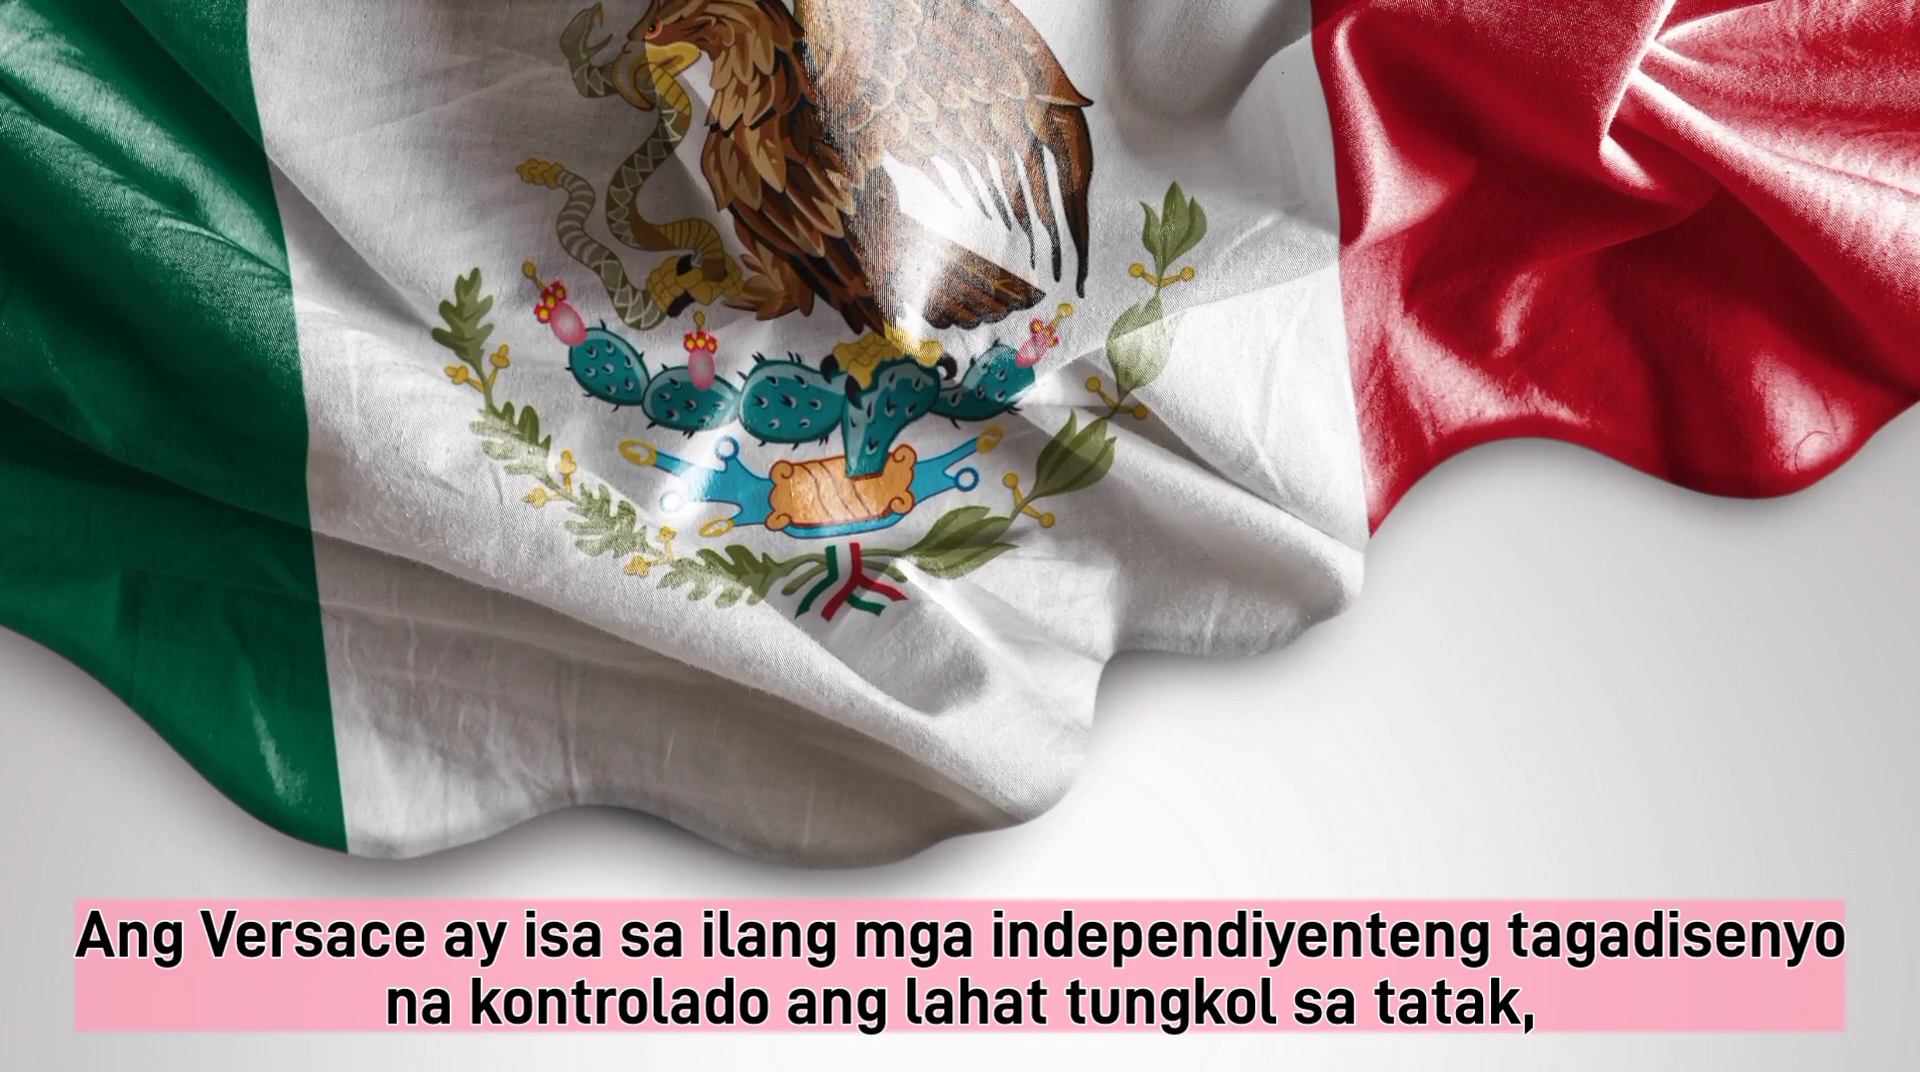 Ang Versace ay isa sa ilang mga independiyenteng tagadisenyo
na kontrolado ang lahat tungkol sa tatak,